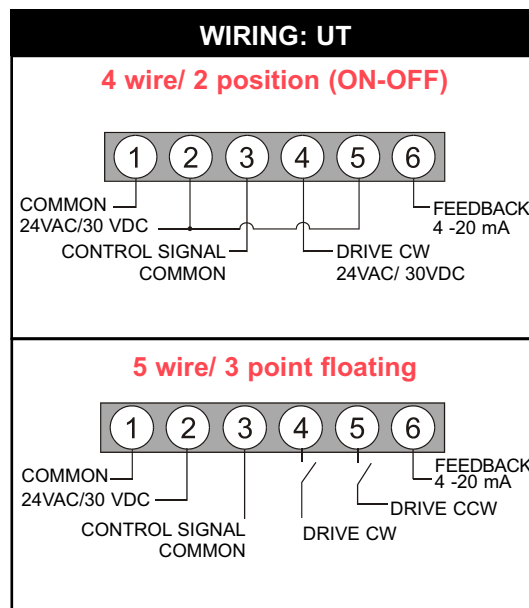 WIRING: UT
4 wire/ 2 position (ON-OFF)
1 2 3 4 5 6
COMMON
24VAC/30 VDC
FEEDBACK
4 -20 mA
CONTROL SIGNAL
COMMON
DRIVE CW
24VAC/ 30VDC
5 wire/ 3 point floating
1 2 3 4 5 6
COMMON
24VAC/30 VDC
FEEDBACK
4 -20 mA
DRIVE CCW
CONTROL SIGNAL
COMMON
DRIVE CW